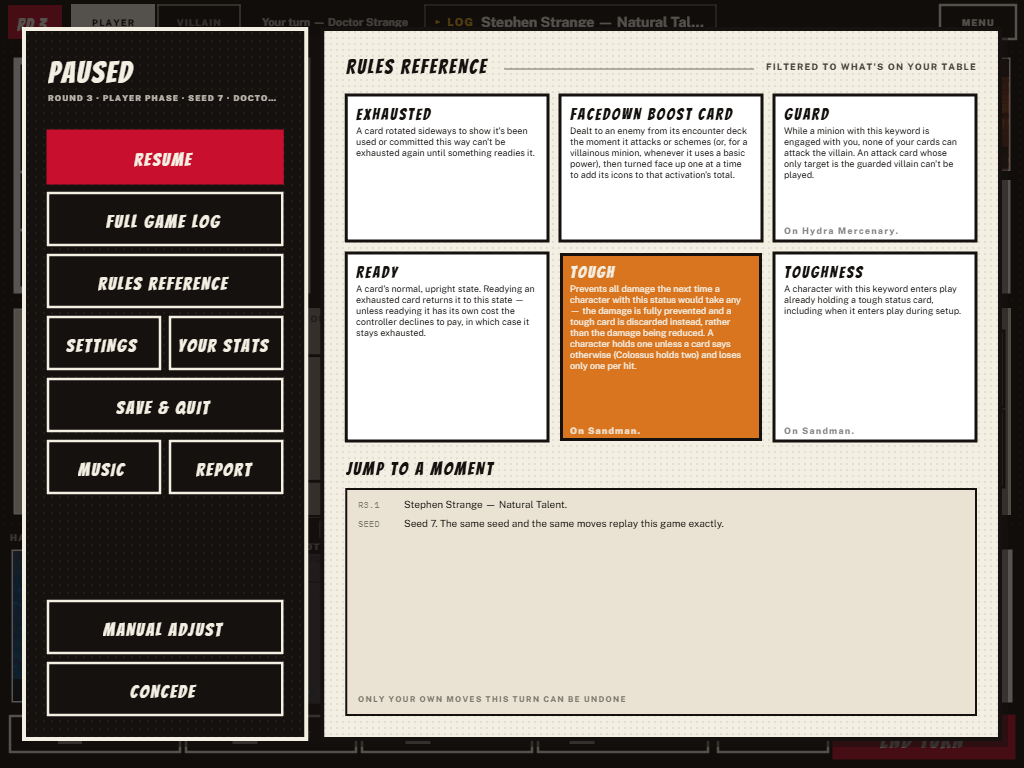 RD 3
PLAYER
VILLAIN
Your turn — Doctor Strange
LOG Stephen Strange — Natural Tal...
MENU
PAUSED
ROUND 3 · PLAYER PHASE · SEED 7 · DOCTO...
RESUME
FULL GAME LOG
RULES REFERENCE
SETTINGS
YOUR STATS
SAVE & QUIT
MUSIC
REPORT
MANUAL ADJUST
CONCEDE
RULES REFERENCE
FILTERED TO WHAT'S ON YOUR TABLE
EXHAUSTED
A card rotated sideways to show it's been
used or committed this way can't be
exhausted again until something readies it.
FACEDOWN BOOST CARD
Dealt to an enemy from its encounter deck
the moment it attacks or schemes (or, for a
villainous minion, whenever it uses a basic
power), then turned face up one at a time
to add its icons to that activation's total.
GUARD
While a minion with this keyword is
engaged with you, none of your cards can
attack the villain. An attack card whose
only target is the guarded villain can't be
played.
On Hydra Mercenary.
READY
A card's normal, upright state. Readying an
exhausted card returns it to this state —
unless readying it has its own cost the
controller declines to pay, in which case it
stays exhausted.
TOUGH
Prevents all damage the next time a
character with this status would take any
— the damage is fully prevented and a
tough card is discarded instead, rather
than the damage being reduced. A
character holds one unless a card says
otherwise (Colossus holds two) and loses
only one per hit.
On Sandman.
TOUGHNESS
A character with this keyword enters play
already holding a tough status card,
including when it enters play during setup.
On Sandman.
JUMP TO A MOMENT
R3.1 Stephen Strange — Natural Talent.
SEED Seed 7. The same seed and the same moves replay this game exactly.
ONLY YOUR OWN MOVES THIS TURN CAN BE UNDONE
END TURN